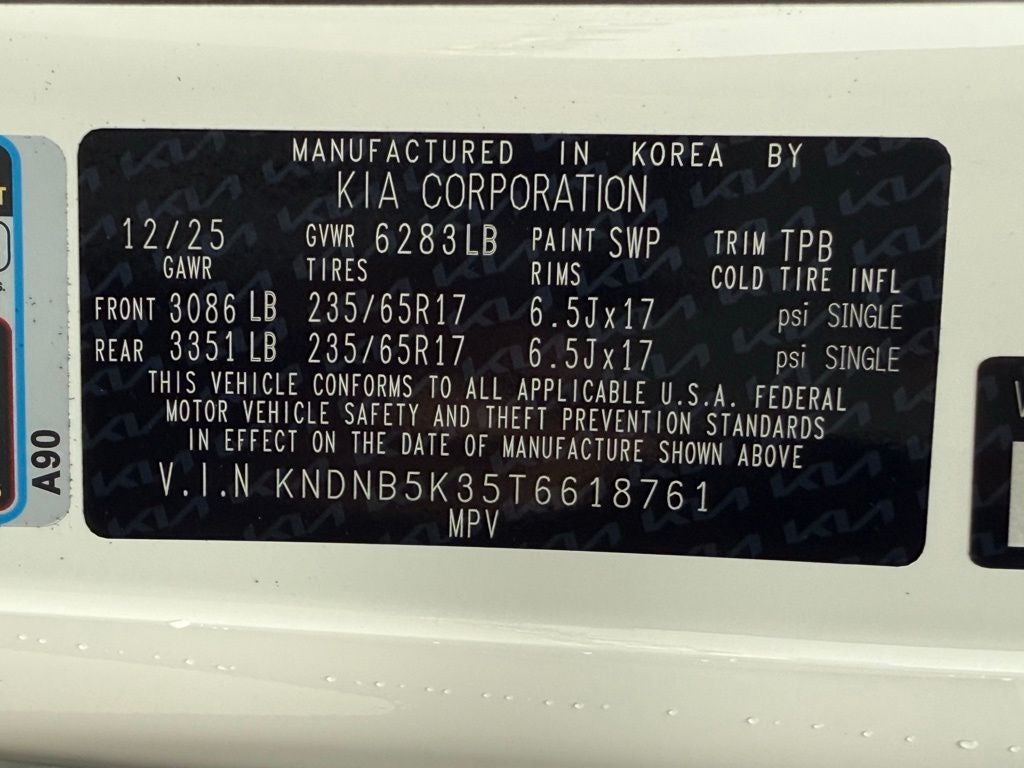 MANUFACTURED IN KOREA BY
KIA CORPORATION
12/25 GVWR 6283LB PAINT SWP TRIM TPB
GAWR TIRES RIMS COLD TIRE INFL
FRONT 3086 LB 235/65R17 6.5Jx17 psi SINGLE
REAR 3351 LB 235/65R17 6.5Jx17 psi SINGLE
THIS VEHICLE CONFORMS TO ALL APPLICABLE U.S.A. FEDERAL
MOTOR VEHICLE SAFETY AND THEFT PREVENTION STANDARDS
IN EFFECT ON THE DATE OF MANUFACTURE SHOWN ABOVE
V.I.N KNDNB5K35T6618761
MPV
A90